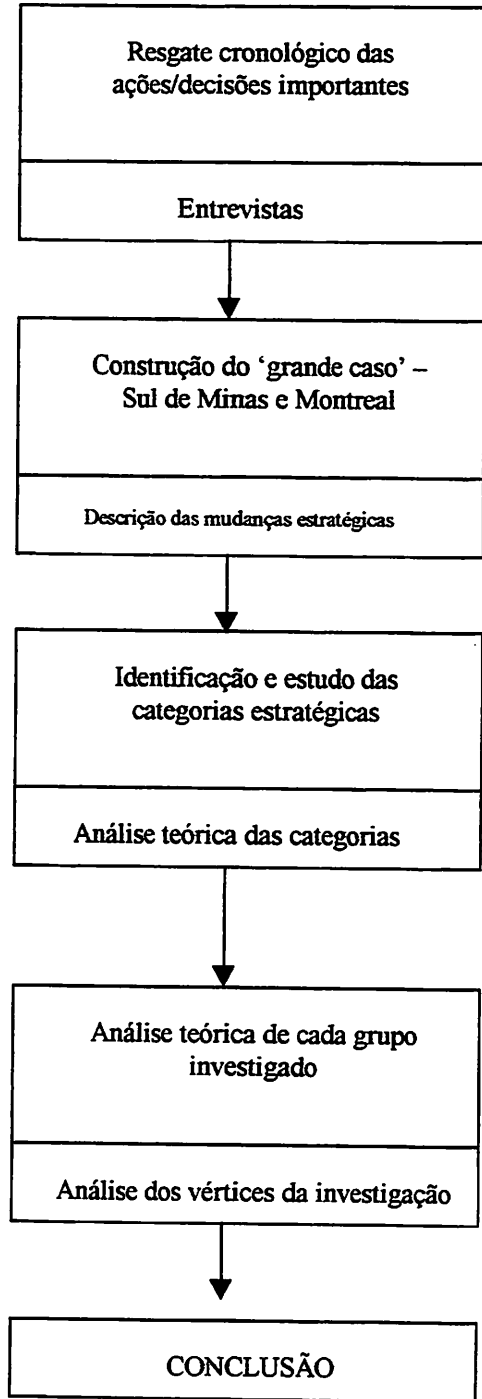 Resgate cronológico das
ações/decisões importantes
Entrevistas
Construção do ‘grande caso’ –
Sul de Minas e Montreal
Descrição das mudanças estratégicas
Identificação e estudo das
categorias estratégicas
Análise teórica das categorias
Análise teórica de cada grupo
investigado
Análise dos vértices da investigação
CONCLUSÃO